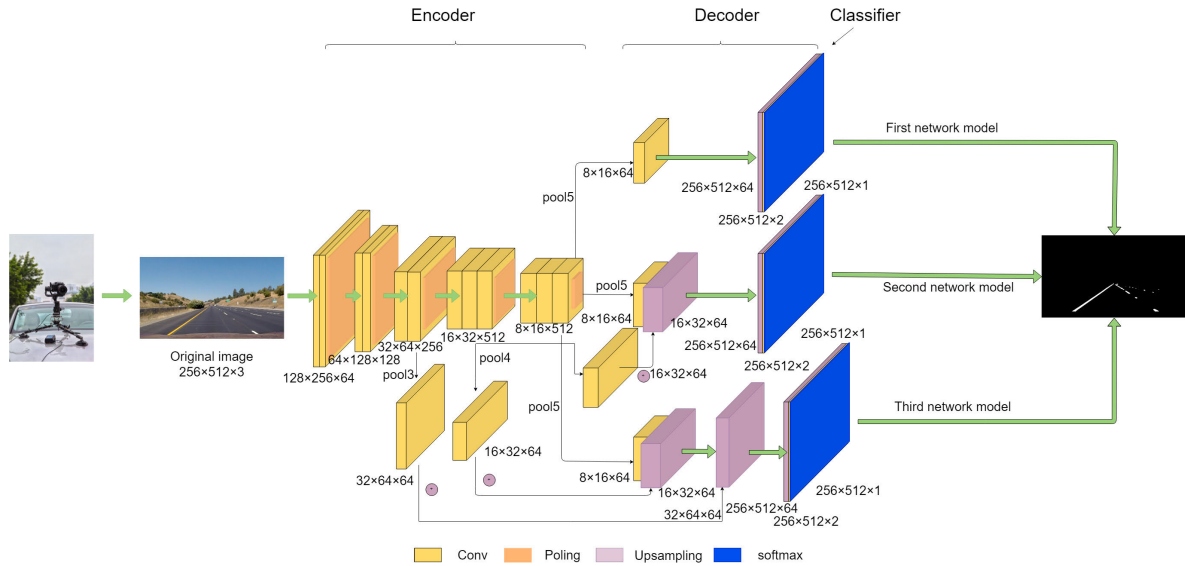 Encoder
Decoder
Classifier
First network model
8×16×64
256×512×64
256×512×1
256×512×2
pool5
Original image
256×512×3
128×256×64
64×128×128
32×64×256
16×32×512
8×16×512
pool5
8×16×64
16×32×64
256×512×64
256×512×1
256×512×2
Second network model
pool3
pool4
pool5
16×32×64
32×64×64
16×32×64
8×16×64
16×32×64
32×64×64
256×512×64
256×512×1
256×512×2
Third network model
Conv
Poling
Upsampling
softmax